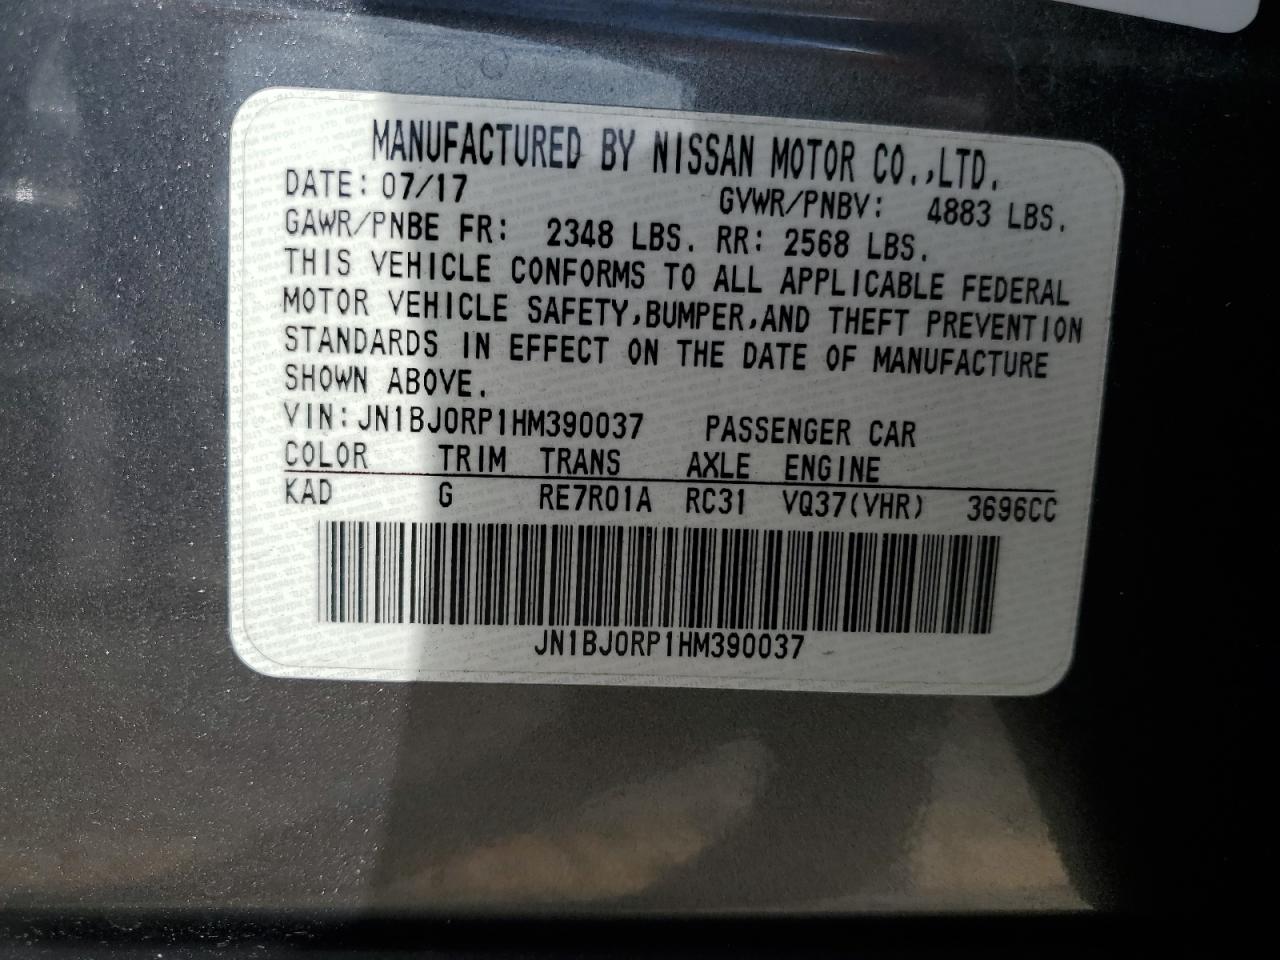 MANUFACTURED BY NISSAN MOTOR CO.,LTD.
DATE: 07/17 GVWR/PNBV: 4883 LBS.
GAWR/PNBE FR: 2348 LBS. RR: 2568 LBS.
THIS VEHICLE CONFORMS TO ALL APPLICABLE FEDERAL
MOTOR VEHICLE SAFETY,BUMPER,AND THEFT PREVENTION
STANDARDS IN EFFECT ON THE DATE OF MANUFACTURE
SHOWN ABOVE.
VIN:JN1BJ0RP1HM390037 PASSENGER CAR
COLOR TRIM TRANS AXLE ENGINE
KAD G RE7R01A RC31 VQ37(VHR) 3696CC
JN1BJ0RP1HM390037